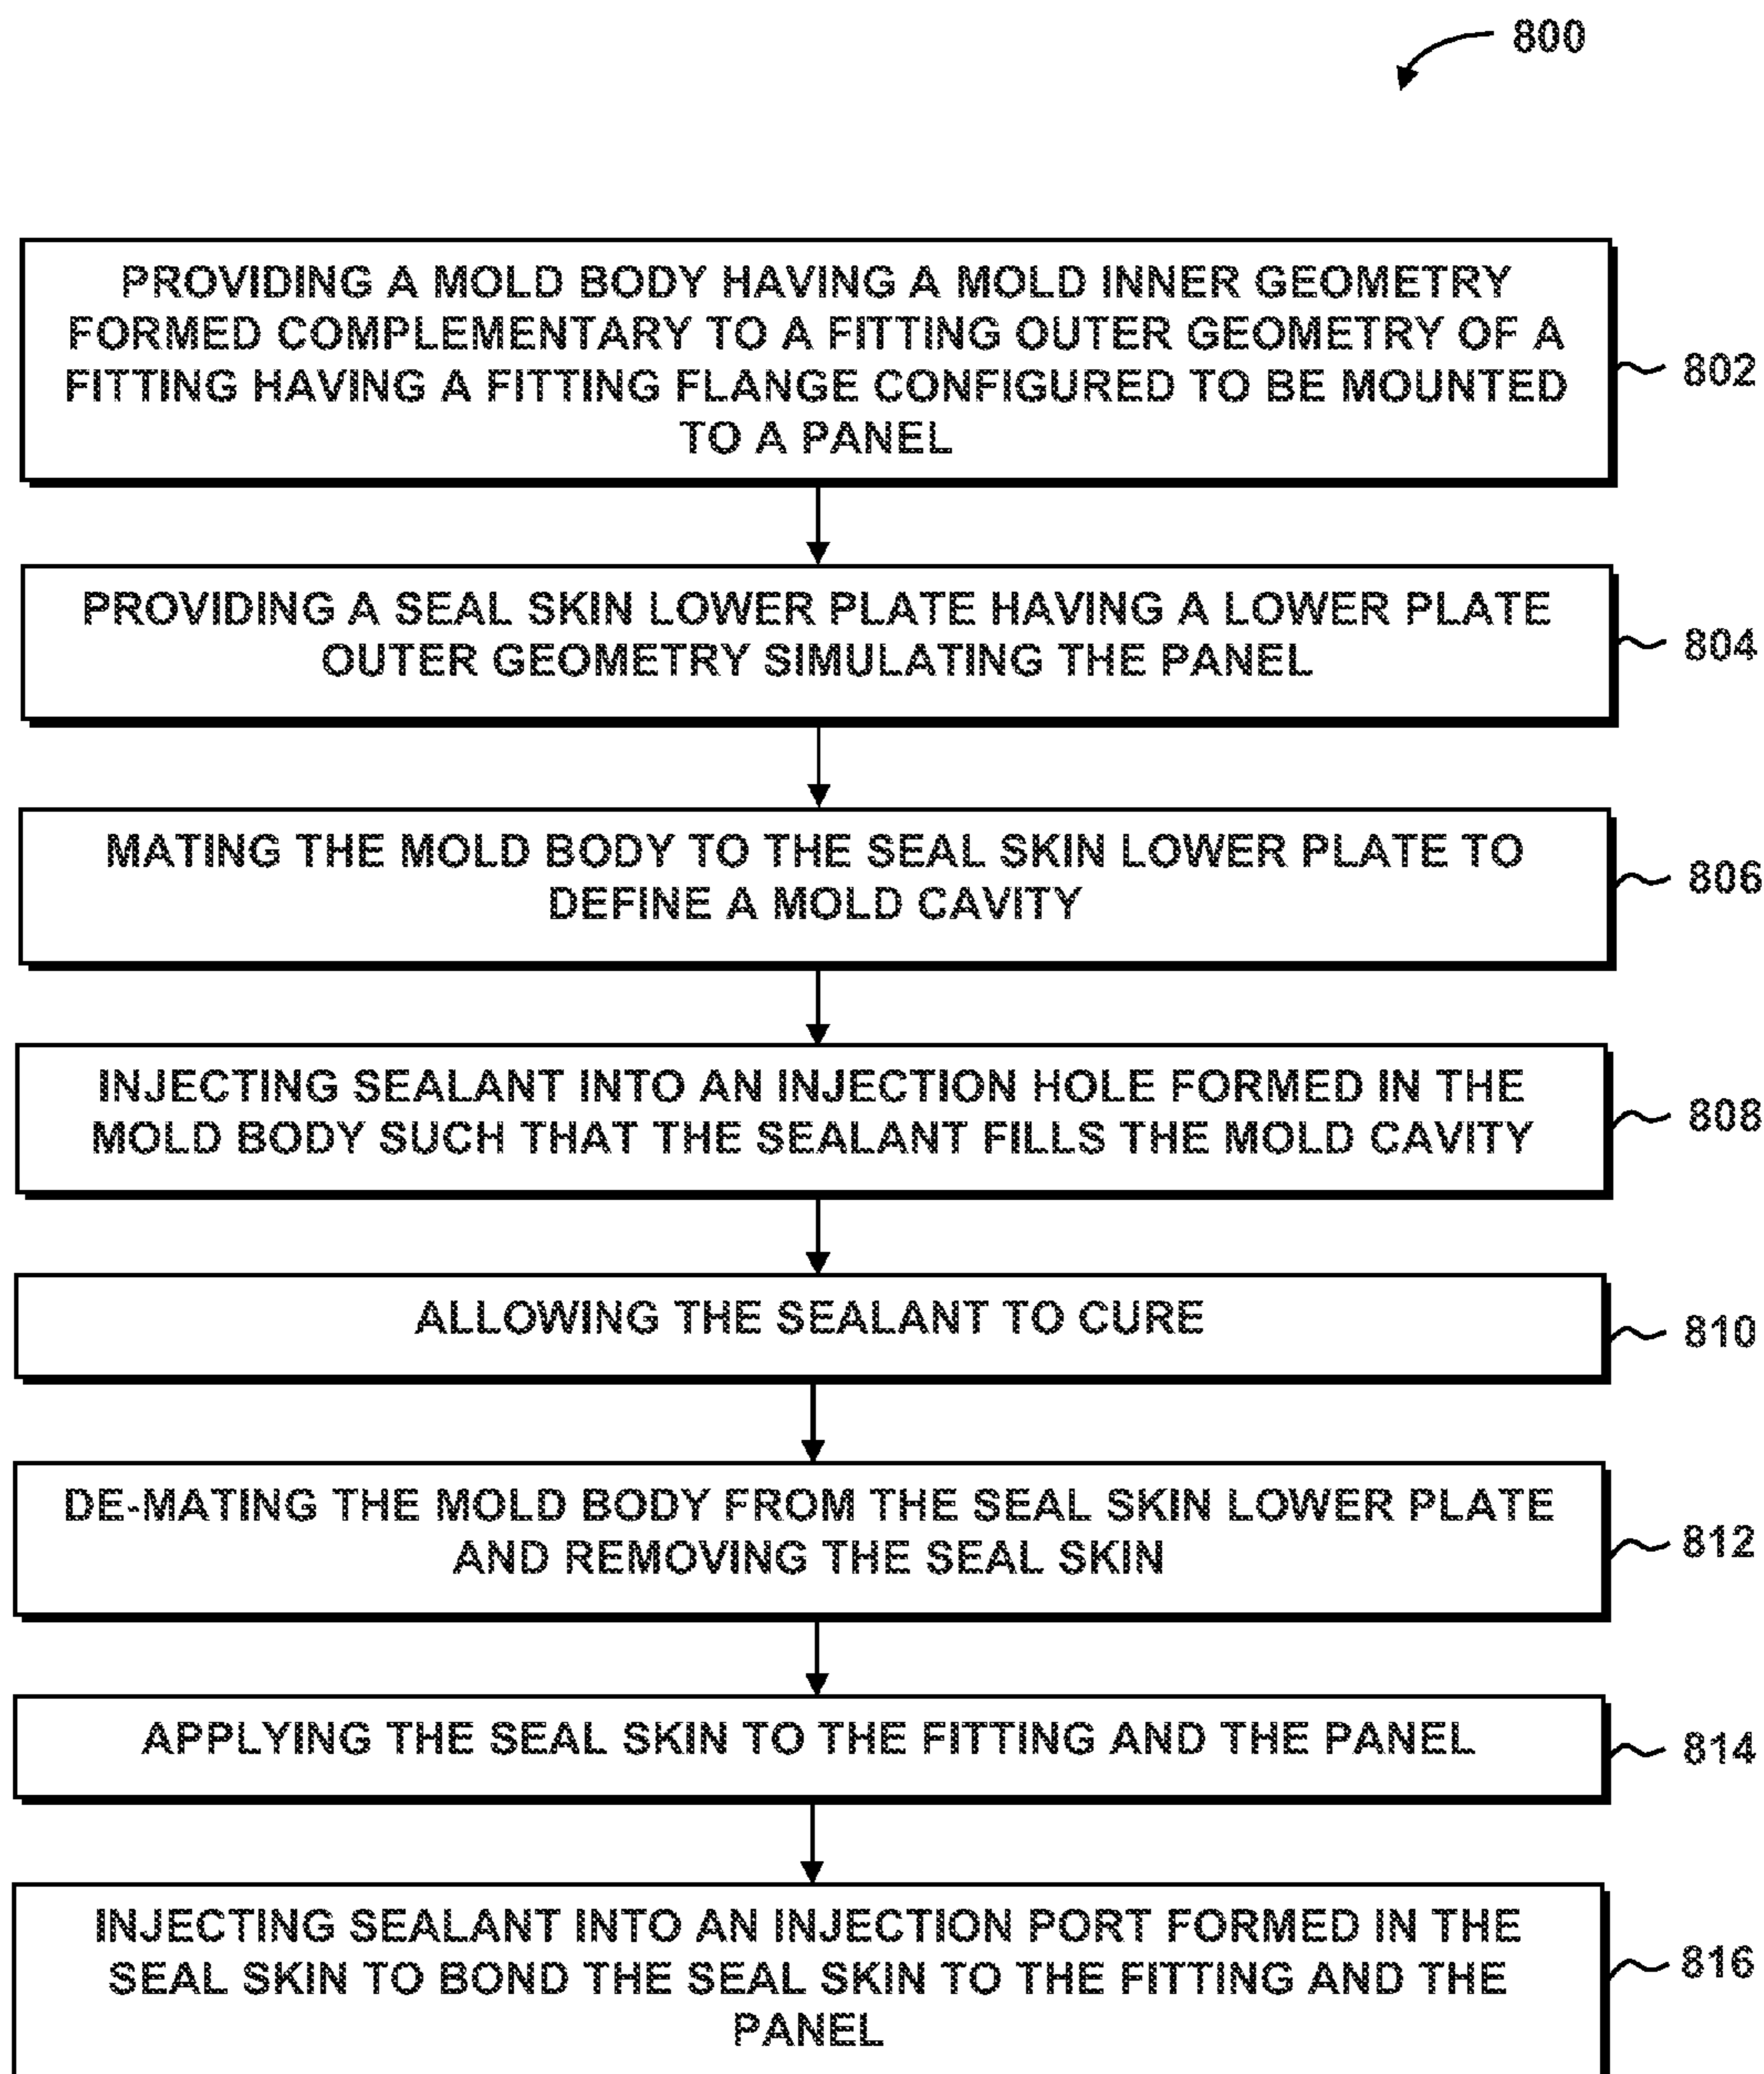 800
PROVIDING A MOLD BODY HAVING A MOLD INNER GEOMETRY
FORMED COMPLEMENTARY TO A FITTING OUTER GEOMETRY OF A
FITTING HAVING A FITTING FLANGE CONFIGURED TO BE MOUNTED
TO A PANEL
802
PROVIDING A SEAL SKIN LOWER PLATE HAVING A LOWER PLATE
OUTER GEOMETRY SIMULATING THE PANEL
804
MATING THE MOLD BODY TO THE SEAL SKIN LOWER PLATE TO
DEFINE A MOLD CAVITY
806
INJECTING SEALANT INTO AN INJECTION HOLE FORMED IN THE
MOLD BODY SUCH THAT THE SEALANT FILLS THE MOLD CAVITY
808
ALLOWING THE SEALANT TO CURE
810
DE-MATING THE MOLD BODY FROM THE SEAL SKIN LOWER PLATE
AND REMOVING THE SEAL SKIN
812
APPLYING THE SEAL SKIN TO THE FITTING AND THE PANEL
814
INJECTING SEALANT INTO AN INJECTION PORT FORMED IN THE
SEAL SKIN TO BOND THE SEAL SKIN TO THE FITTING AND THE
PANEL
816